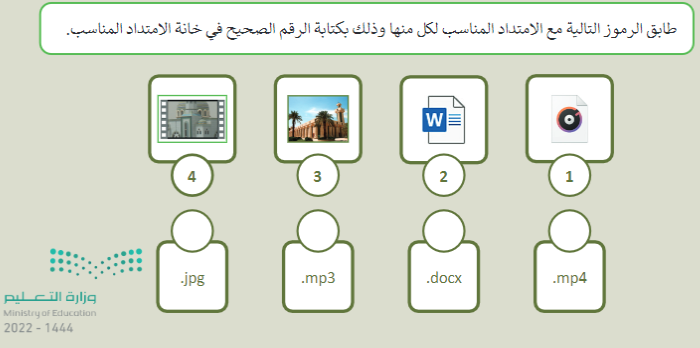 طابق الرموز التالية مع الامتداد المناسب لكل منها وذلك بكتابة الرقم الصحيح في خانة الامتداد المناسب.
W
1 2 3 4
.mp4 .docx .mp3 .jpg
وزارة التعليم
Ministry of Education
2022 - 1444